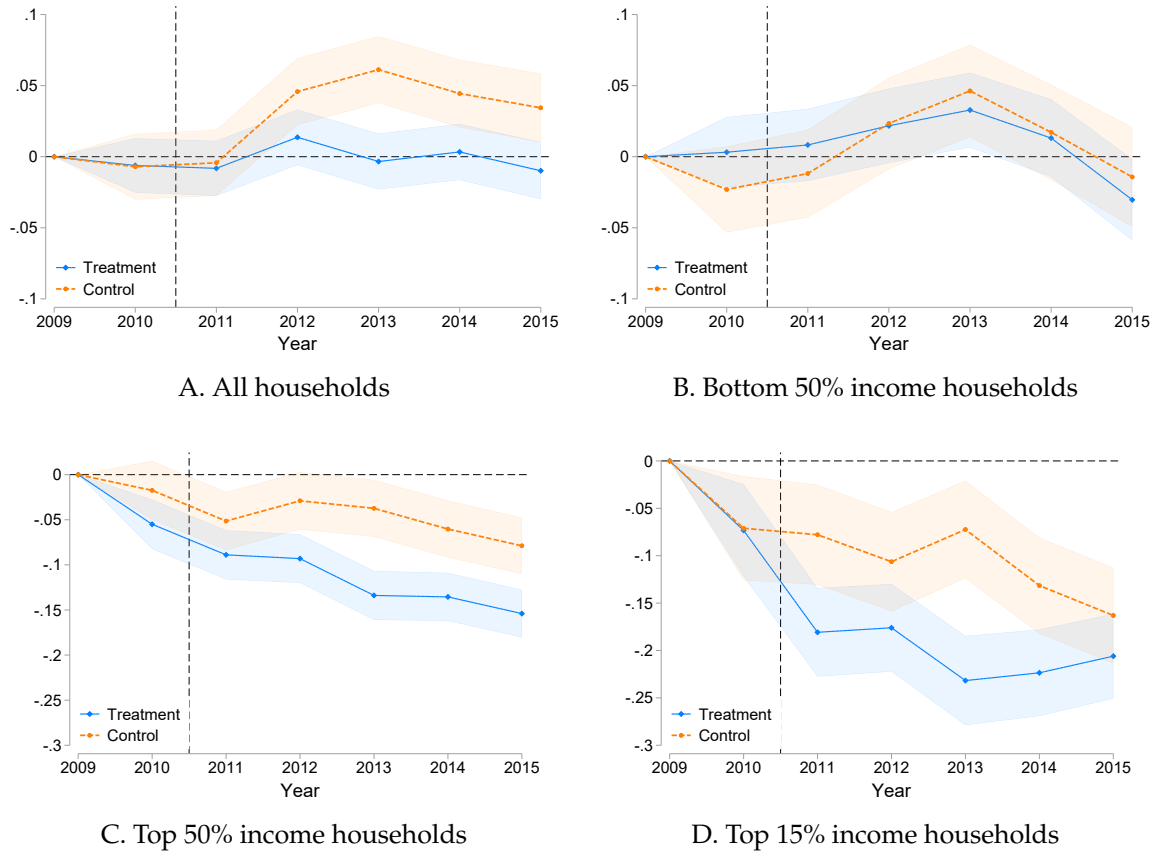 .1
.05
0
-.05
-.1
Treatment
Control
2009 2010 2011 2012 2013 2014 2015
Year
A. All households
.1
.05
0
-.05
-.1
Treatment
Control
2009 2010 2011 2012 2013 2014 2015
Year
B. Bottom 50% income households
0
-.05
-.1
-.15
-.2
-.25
-.3
Treatment
Control
2009 2010 2011 2012 2013 2014 2015
Year
C. Top 50% income households
0
-.05
-.1
-.15
-.2
-.25
-.3
Treatment
Control
2009 2010 2011 2012 2013 2014 2015
Year
D. Top 15% income households